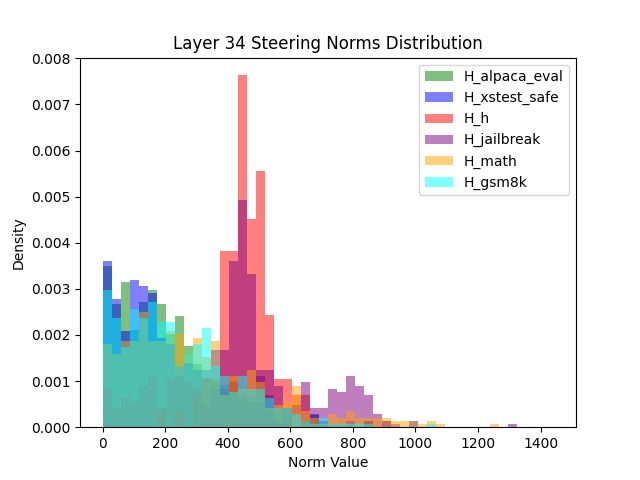 Layer 34 Steering Norms Distribution
Density
0.008
0.007
0.006
0.005
0.004
0.003
0.002
0.001
0.000
H_alpaca_eval
H_xstest_safe
H_h
H_jailbreak
H_math
H_gsm8k
0 200 400 600 800 1000 1200 1400
Norm Value